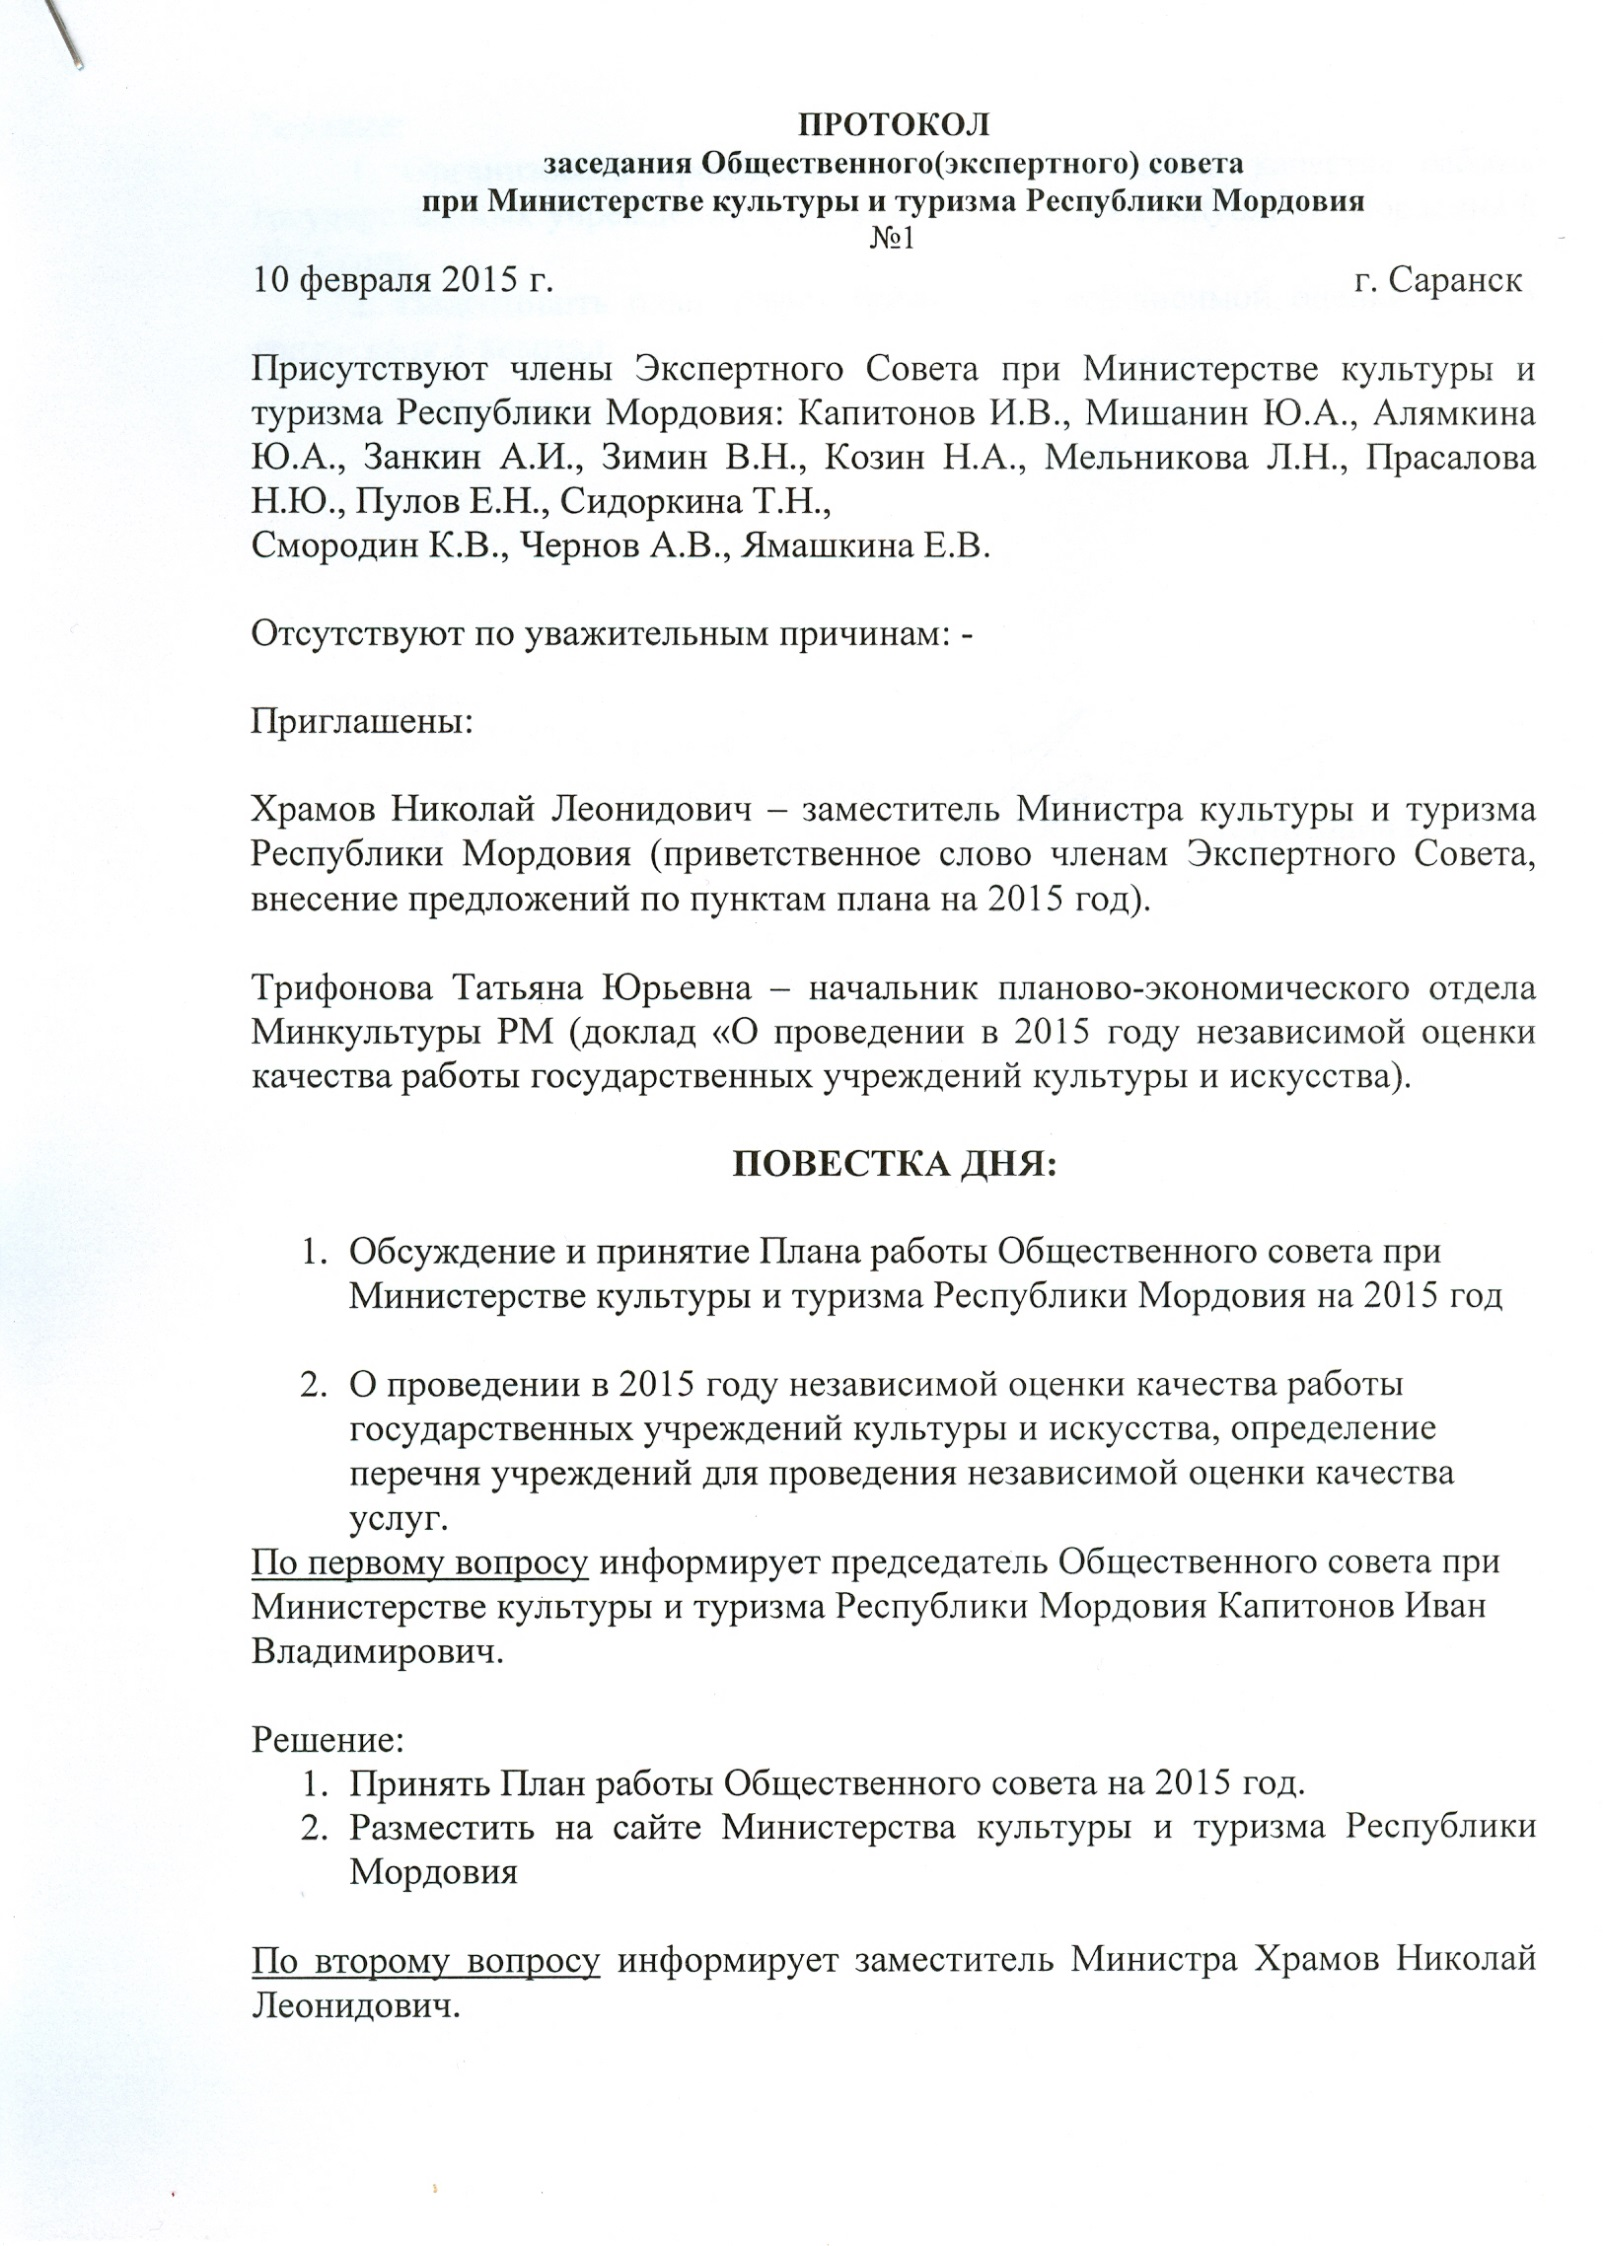 ПРОТОКОЛ
заседания Общественного(экспертного) совета
при Министерстве культуры и туризма Республики Мордовия
№1
10 февраля 2015 г. г. Саранск
Присутствуют члены Экспертного Совета при Министерстве культуры и
туризма Республики Мордовия: Капитонов И.В., Мишанин Ю.А., Алямкина
Ю.А., Занкин А.И., Зимин В.Н., Козин Н.А., Мельникова Л.Н., Прасалова
Н.Ю., Пулов Е.Н., Сидоркина Т.Н.,
Смородин К.В., Чернов А.В., Ямашкина Е.В.
Отсутствуют по уважительным причинам: -
Приглашены:
Храмов Николай Леонидович – заместитель Министра культуры и туризма
Республики Мордовия (приветственное слово членам Экспертного Совета,
внесение предложений по пунктам плана на 2015 год).
Трифонова Татьяна Юрьевна – начальник планово-экономического отдела
Минкультуры РМ (доклад «О проведении в 2015 году независимой оценки
качества работы государственных учреждений культуры и искусства).
ПОВЕСТКА ДНЯ:
1. Обсуждение и принятие Плана работы Общественного совета при
Министерстве культуры и туризма Республики Мордовия на 2015 год
2. О проведении в 2015 году независимой оценки качества работы
государственных учреждений культуры и искусства, определение
перечня учреждений для проведения независимой оценки качества
услуг.
По первому вопросу информирует председатель Общественного совета при
Министерстве культуры и туризма Республики Мордовия Капитонов Иван
Владимирович.
Решение:
1. Принять План работы Общественного совета на 2015 год.
2. Разместить на сайте Министерства культуры и туризма Республики
Мордовия
По второму вопросу информирует заместитель Министра Храмов Николай
Леонидович.